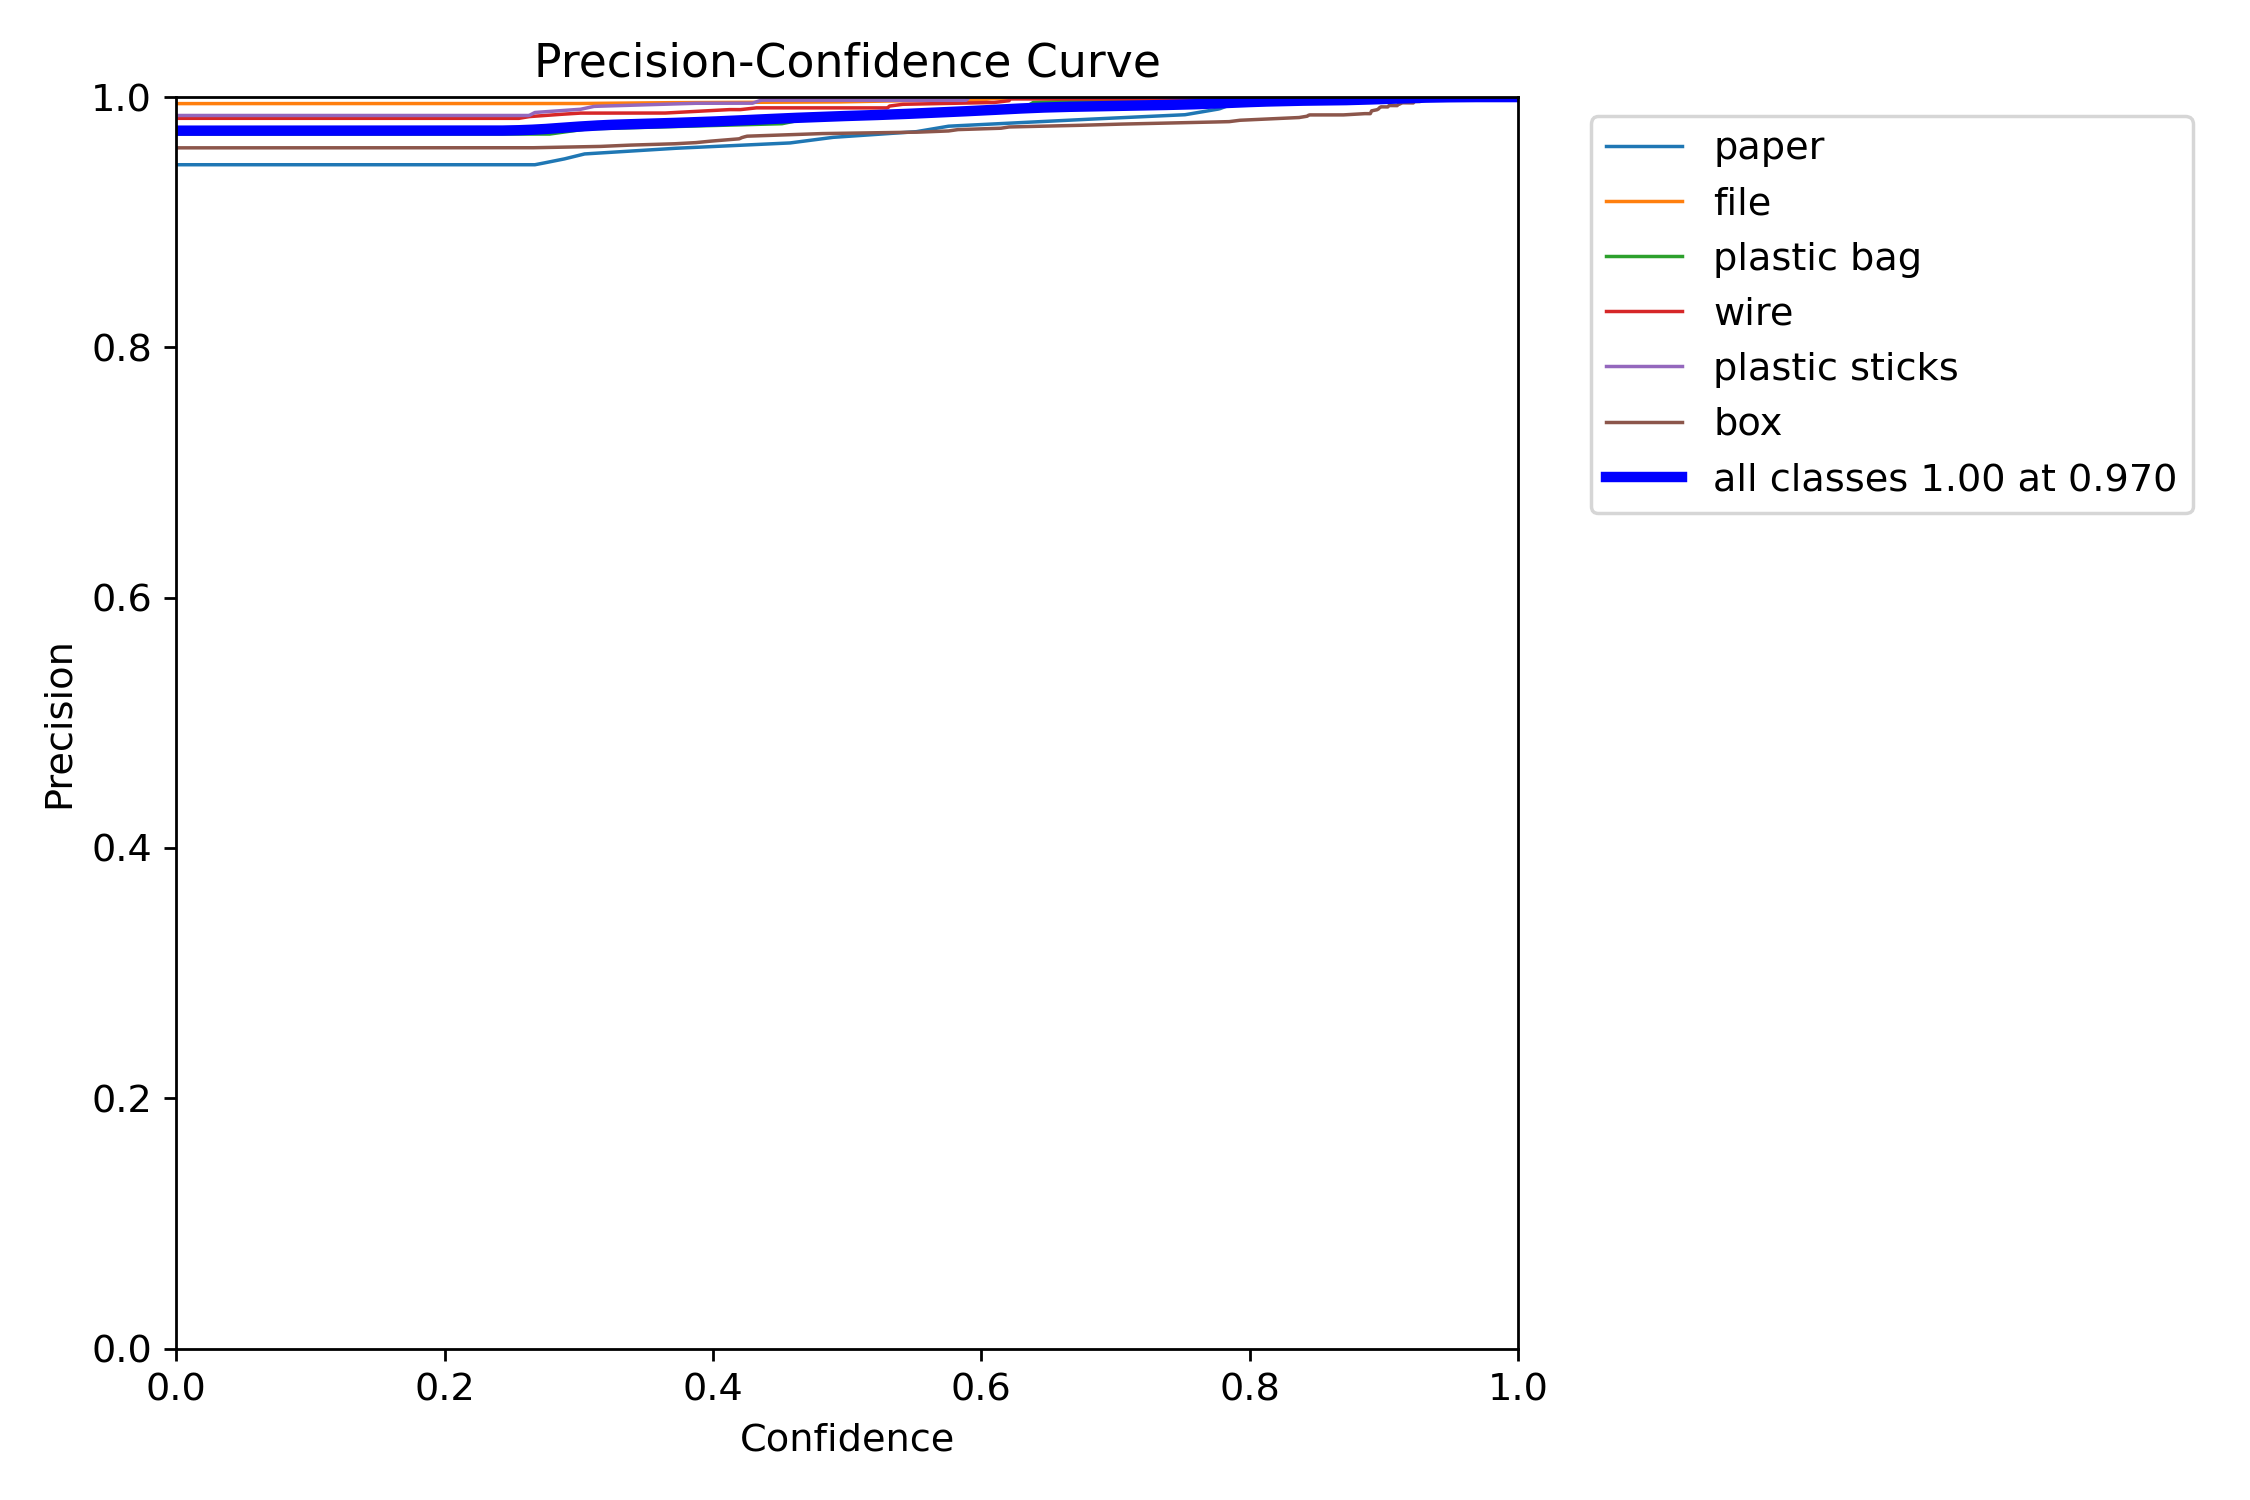 Precision-Confidence Curve
1.0
0.8
0.6
0.4
0.2
0.0
Precision
0.0 0.2 0.4 0.6 0.8 1.0
Confidence
paper
file
plastic bag
wire
plastic sticks
box
all classes 1.00 at 0.970